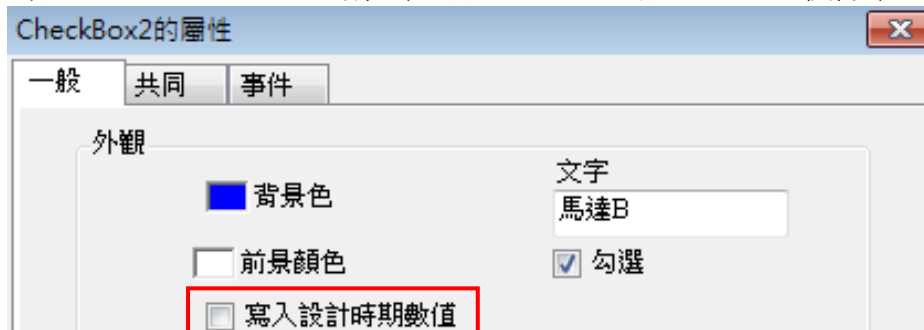 CheckBox2的屬性
一般 共同 事件
外觀
背景色
文字
馬達B
前景顏色
勾選
寫入設計時期數值